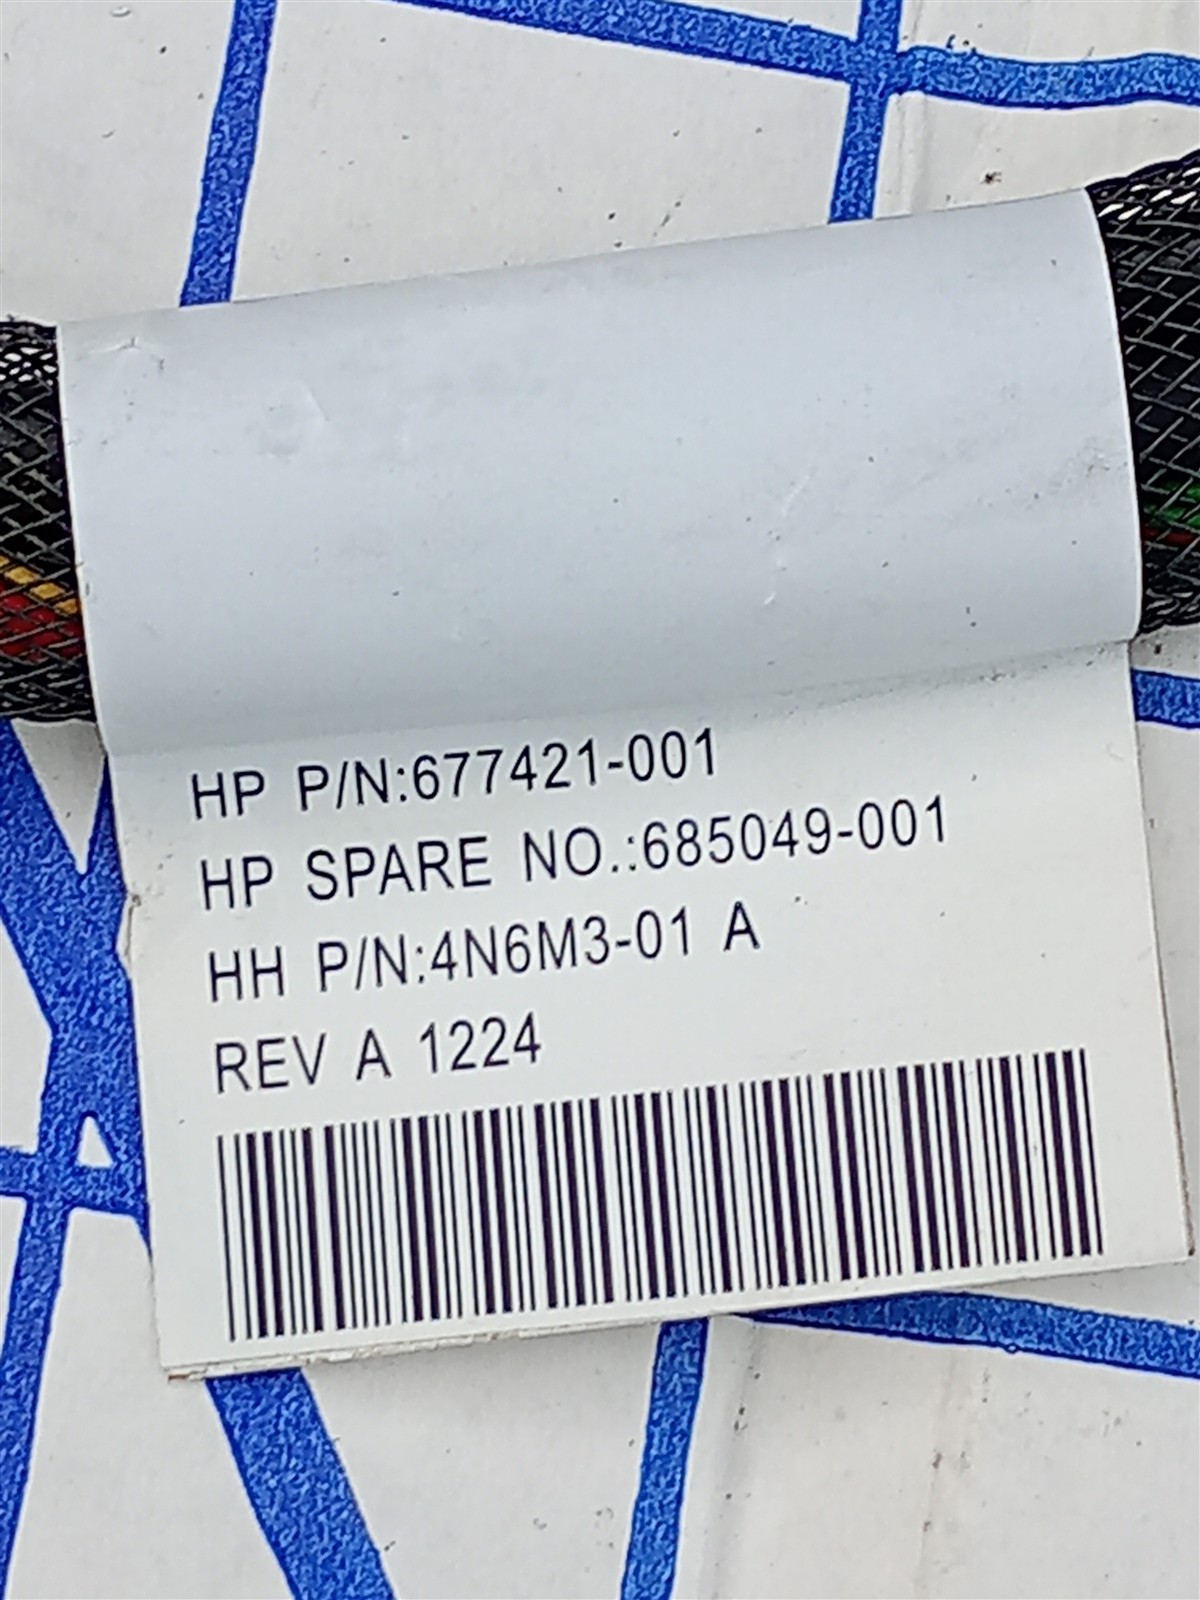 HP P/N:677421-001
HP SPARE NO.:685049-001
HH P/N:4N6M3-01 A
REV A 1224